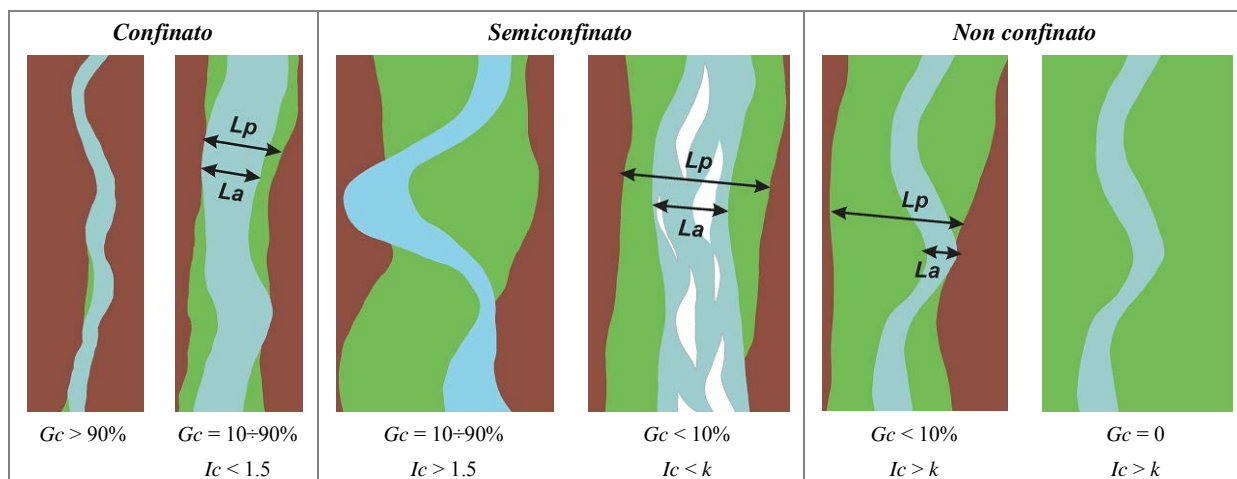 Confinato
Semiconfinato
Non confinato
Lp
La
Lp
La
Lp
La
Gc > 90%
Gc = 10÷90%
Gc = 10÷90%
Gc < 10%
Gc < 10%
Gc = 0
Ic < 1.5
Ic > 1.5
Ic < k
Ic > k
Ic > k